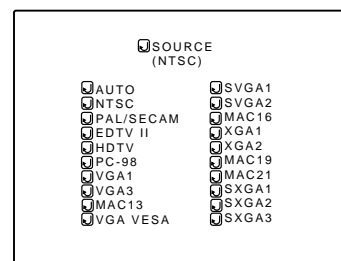 SOURCE
(NTSC)
AUTO
NTSC
PAL/SECAM
EDTV II
HDTV
PC-98
VGA1
VGA3
MAC13
VGA VESA
SVGA1
SVGA2
MAC16
XGA1
XGA2
MAC19
MAC21
SXGA1
SXGA2
SXGA3